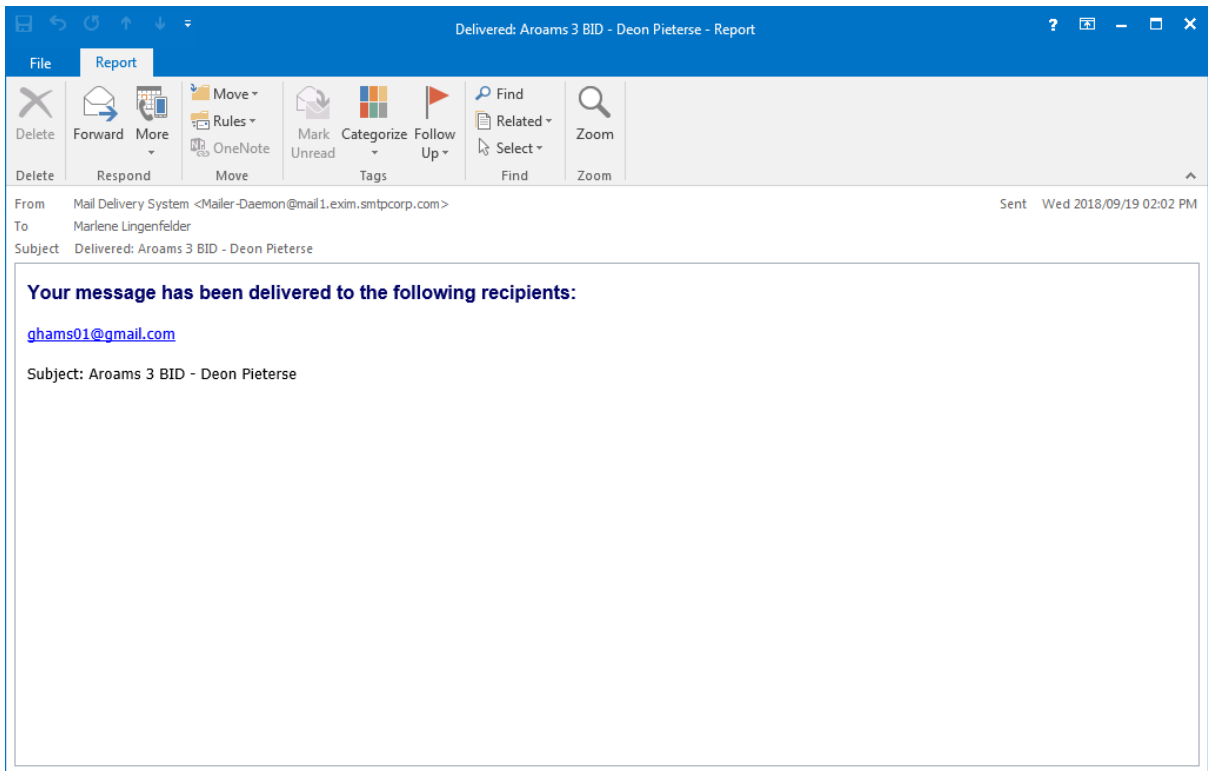 Delivered: Aroams 3 BID - Deon Pieterse - Report
File Report
Delete Forward More Move Rules OneNote Mark Unread Categorize Follow Up Find Related Select Zoom
Delete Respond Move Tags Find Zoom
From Mail Delivery System <Mailer-Daemon@mail1.exim.smtpcorp.com> Sent Wed 2018/09/19 02:02 PM
To Marlene Lingenfelder
Subject Delivered: Aroams 3 BID - Deon Pieterse
Your message has been delivered to the following recipients:
ghams01@gmail.com
Subject: Aroams 3 BID - Deon Pieterse